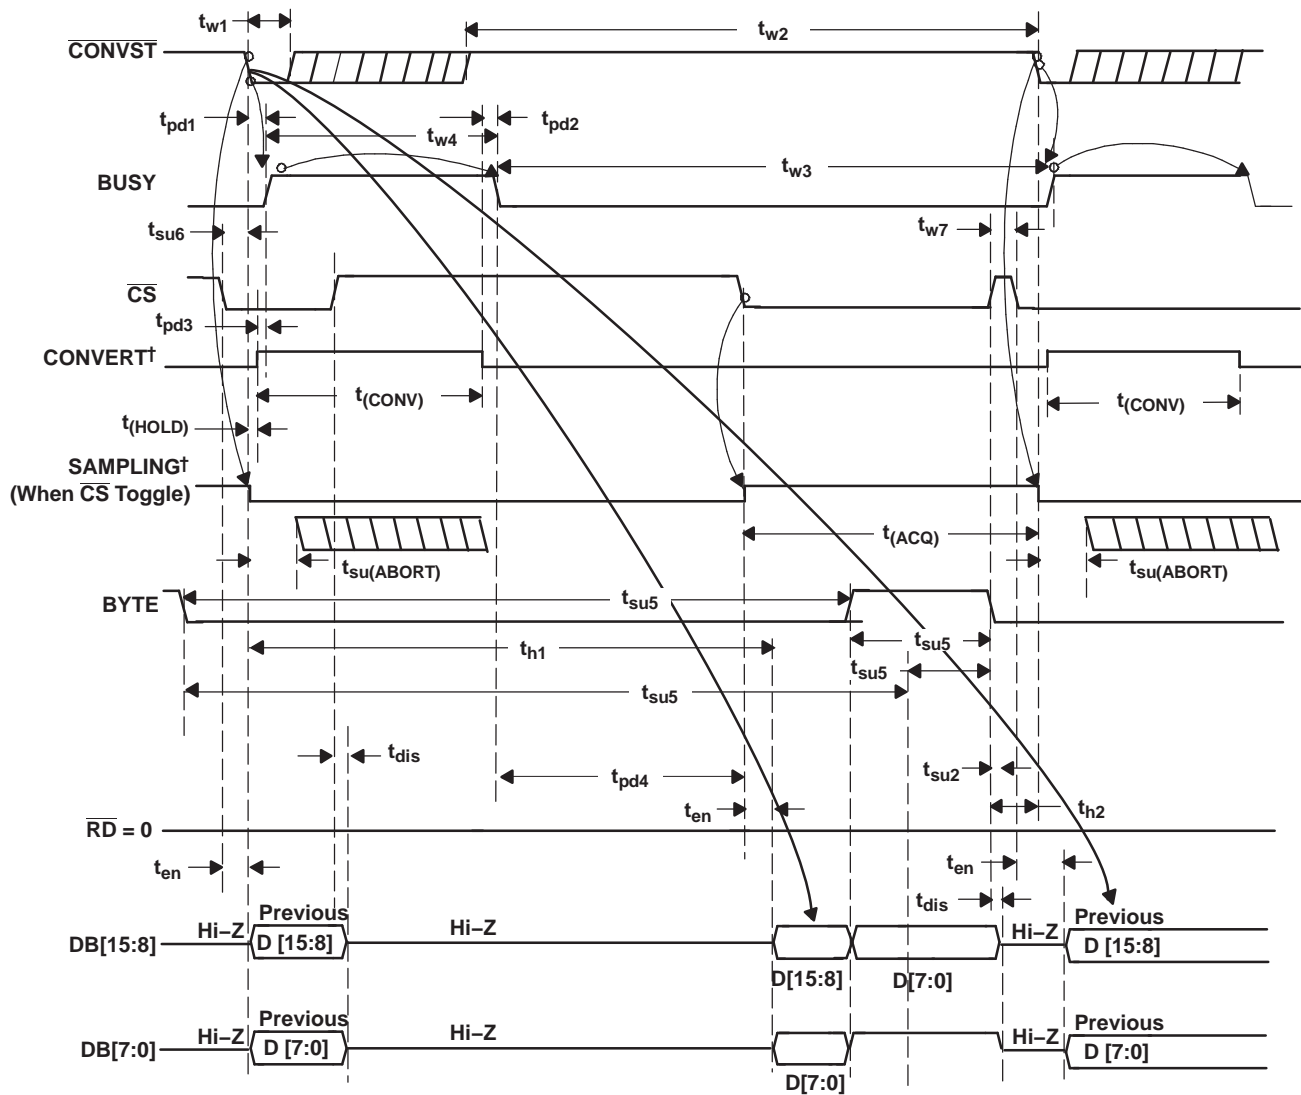 tw1
tw2
CONVST
tpd1
tw4
tpd2
tw3
BUSY
tsu6
tw7
CS
tpd3
CONVERT†
t(CONV)
t(CONV)
t(HOLD)
SAMPLING†
(When CS Toggle)
t(ACQ)
tsu(ABORT)
tsu(ABORT)
BYTE
tsu5
tsu5
th1
tsu5
tsu5
tdis
tpd4
tsu2
th2
ten
RD = 0
ten
ten
tdis
Previous
Previous
Hi–Z
Hi–Z
Hi–Z
DB[15:8]
D [15:8]
D [15:8]
D[15:8]
D[7:0]
Previous
Previous
Hi–Z
Hi–Z
Hi–Z
DB[7:0]
D [7:0]
D [7:0]
D[7:0]